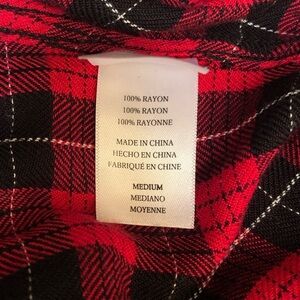 100% RAYON
100% RAYON
100% RAYONNE
MADE IN CHINA
HECHO EN CHINA
FABRIQUÉ EN CHINE
MEDIUM
MEDIANO
MOYENNE